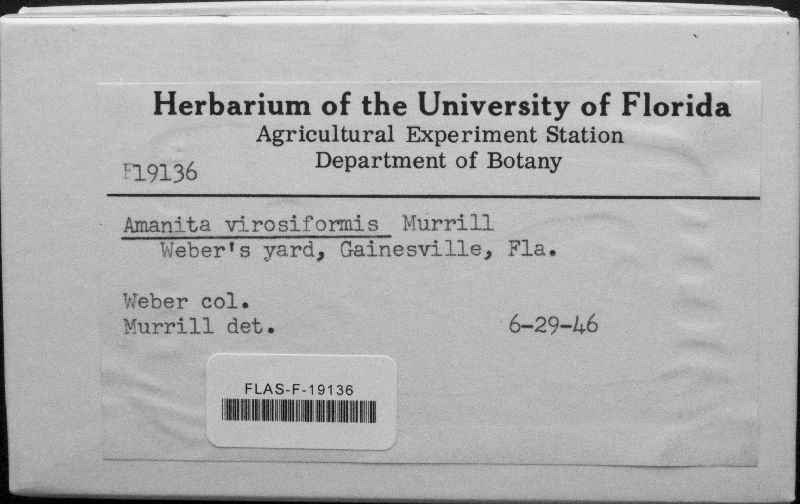 Herbarium of the University of Florida
Agricultural Experiment Station
Department of Botany
F19136
Amanita virosiformis Murrill
Weber's yard, Gainesville, Fla.
Weber col.
Murrill det. 6-29-46
FLAS-F-19136